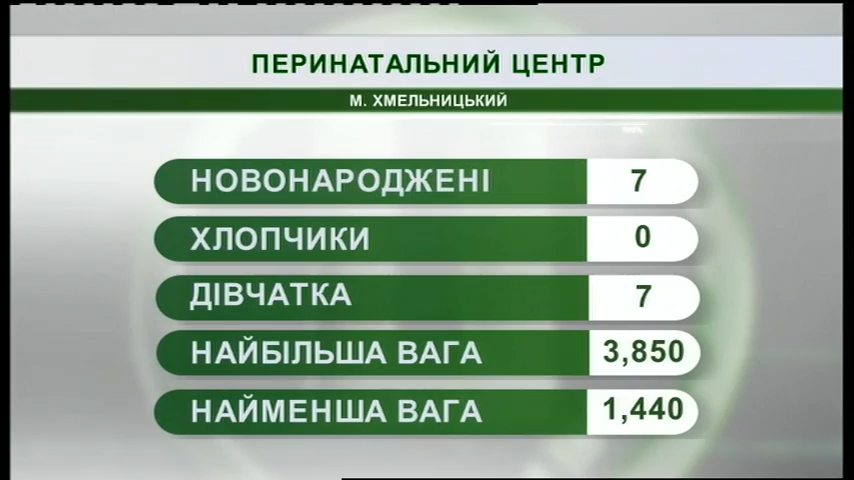 ПЕРИНАТАЛЬНИЙ ЦЕНТР
М. ХМЕЛЬНИЦЬКИЙ
НОВОНАРОДЖЕНІ 7
ХЛОПЧИКИ 0
ДІВЧАТКА 7
НАЙБІЛЬША ВАГА 3,850
НАЙМЕНША ВАГА 1,440